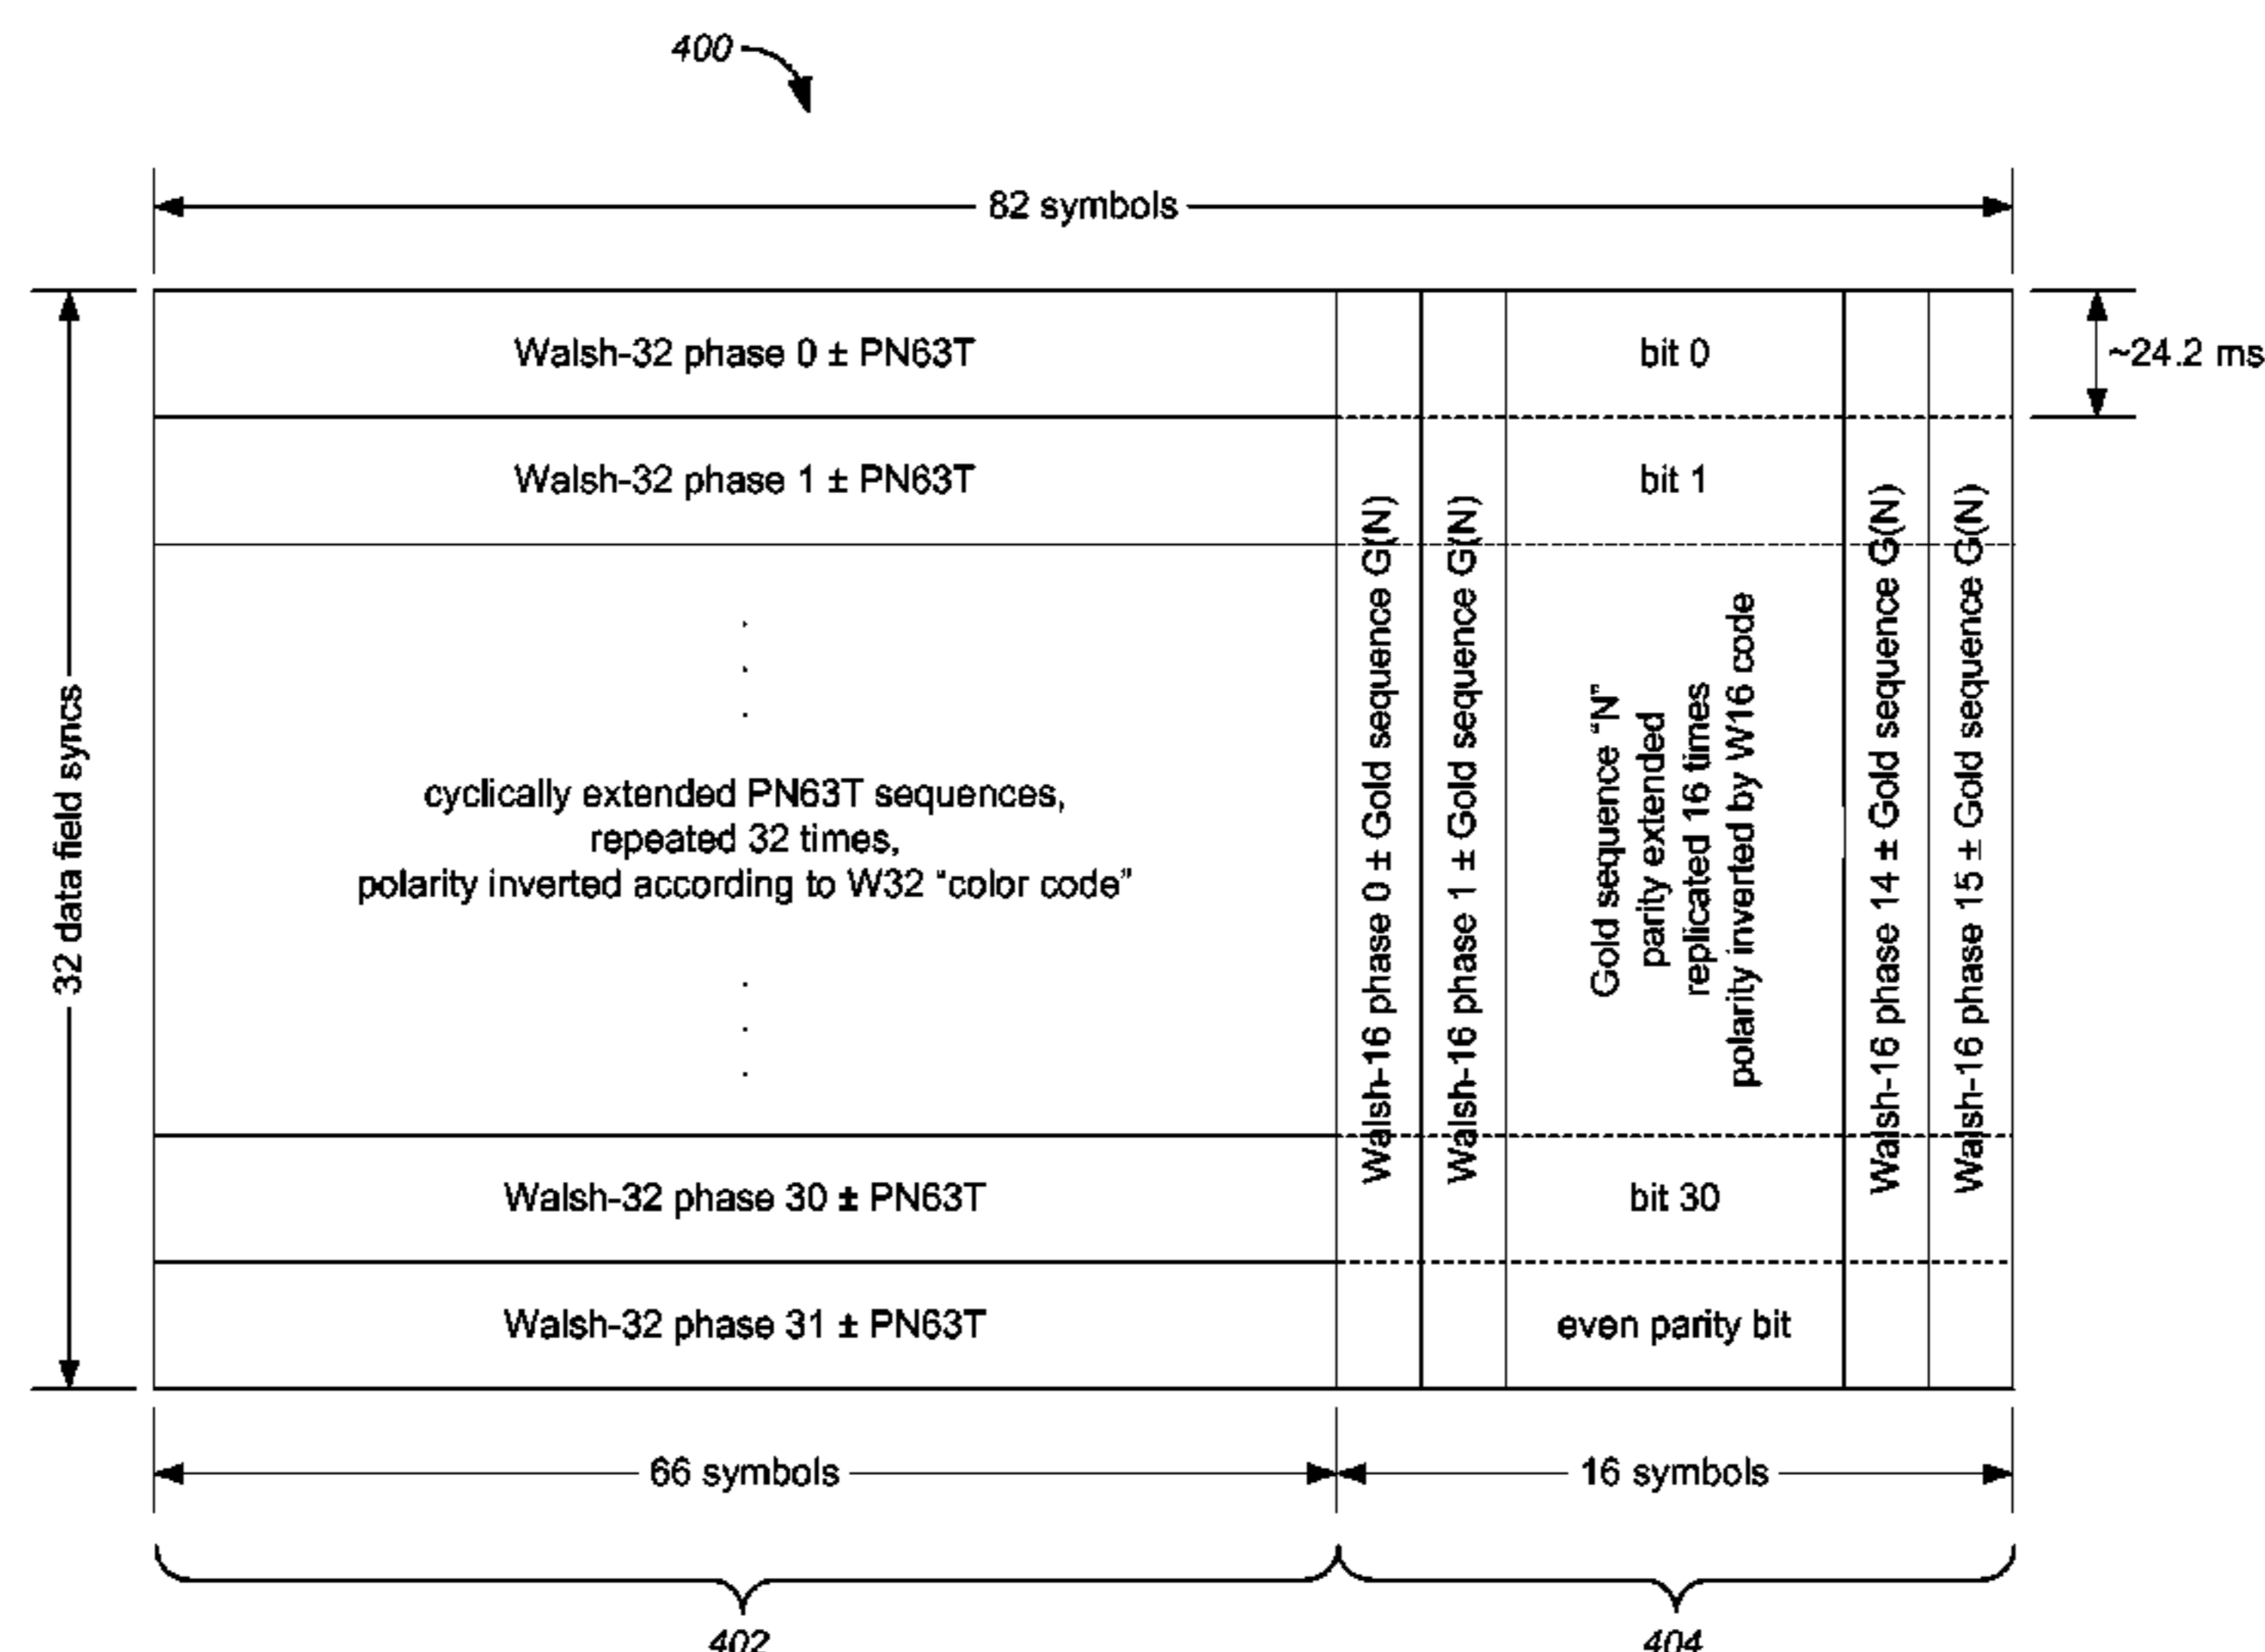 400
82 symbols
Walsh-32 phase 0 ± PN63T
bit 0
~24.2 ms
Walsh-32 phase 1 ± PN63T
bit 1
32 data field syncs
cyclically extended PN63T sequences,
repeated 32 times,
polarity inverted according to W32 "color code"
Walsh-16 phase 0 ± Gold sequence G(N)
Walsh-16 phase 1 ± Gold sequence G(N)
Gold sequence "N"
parity extended
replicated 16 times
polarity inverted by W16 code
Walsh-16 phase 14 ± Gold sequence G(N)
Walsh-16 phase 15 ± Gold sequence G(N)
Walsh-32 phase 30 ± PN63T
bit 30
Walsh-32 phase 31 ± PN63T
even parity bit
66 symbols
16 symbols
402
404